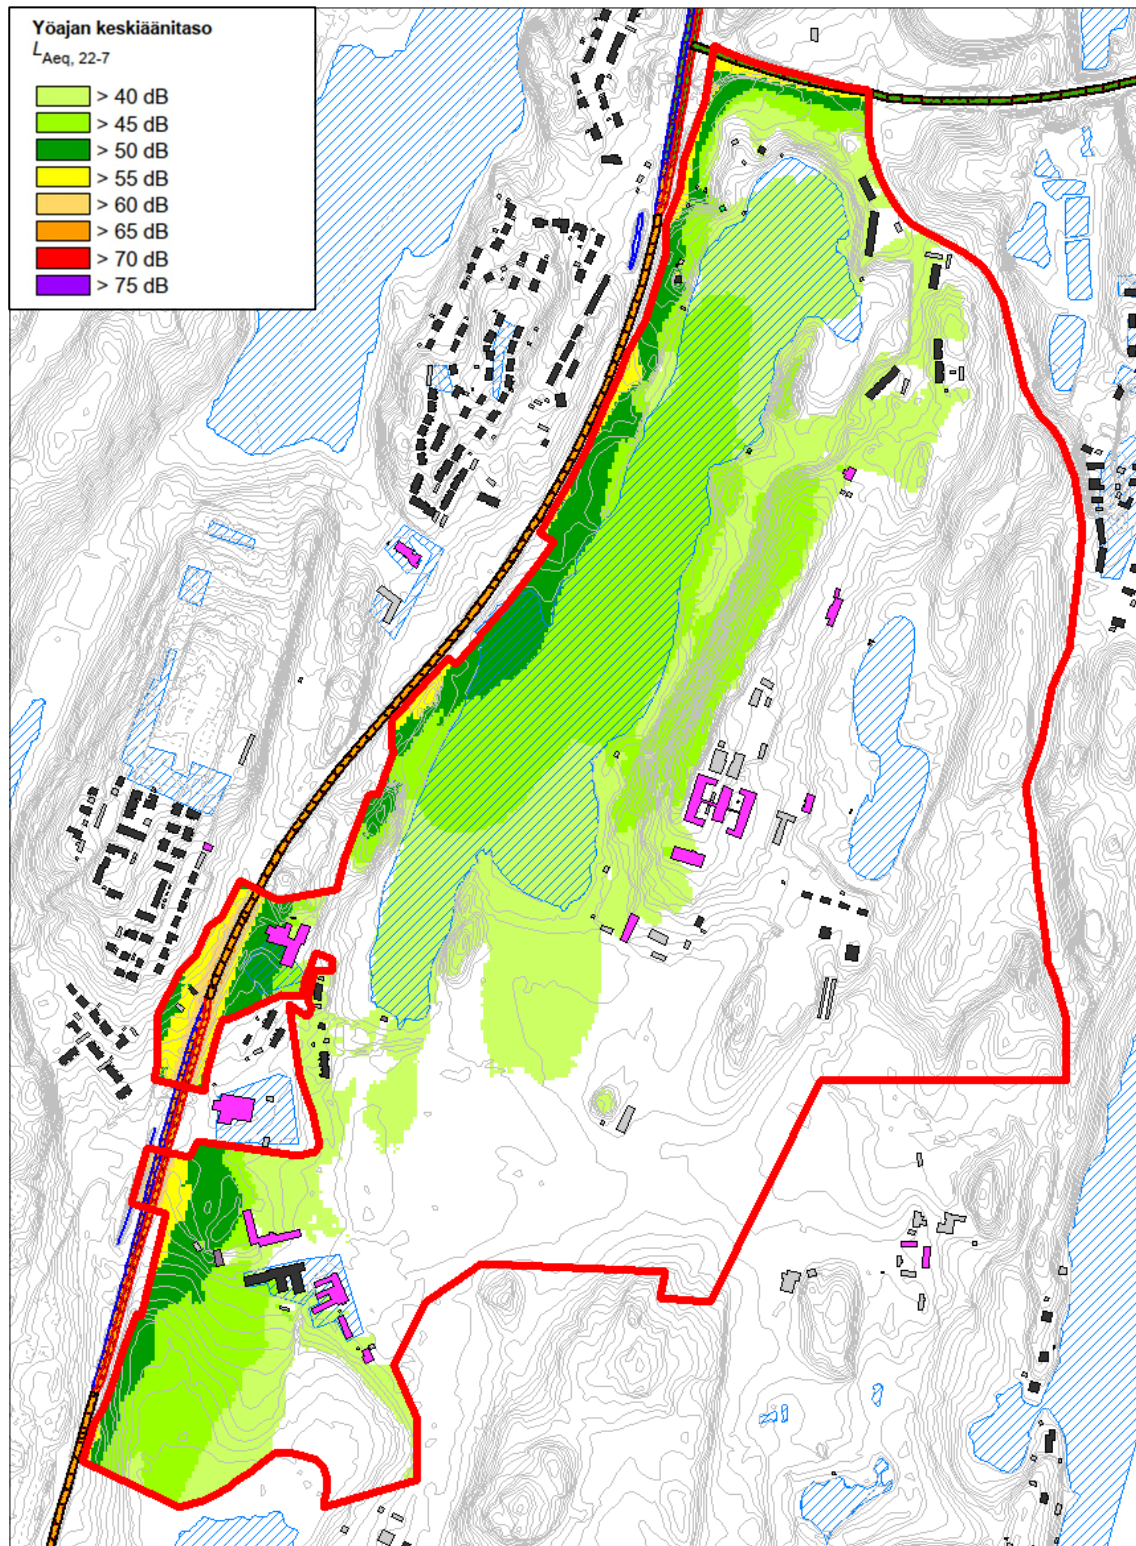 Yöajan keskiäänitaso
LAeq, 22-7
> 40 dB
> 45 dB
> 50 dB
> 55 dB
> 60 dB
> 65 dB
> 70 dB
> 75 dB